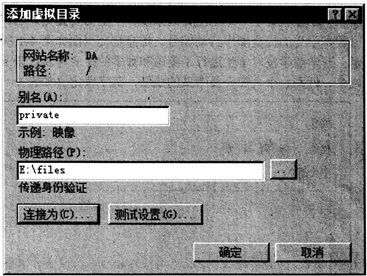 添加虚拟目录
网站名称: DA
路径: /
别名(A):
private
示例: 映像
物理路径(P):
E:\files
...
传递身份验证
连接为(C)... 测试设置(G)...
确定 取消